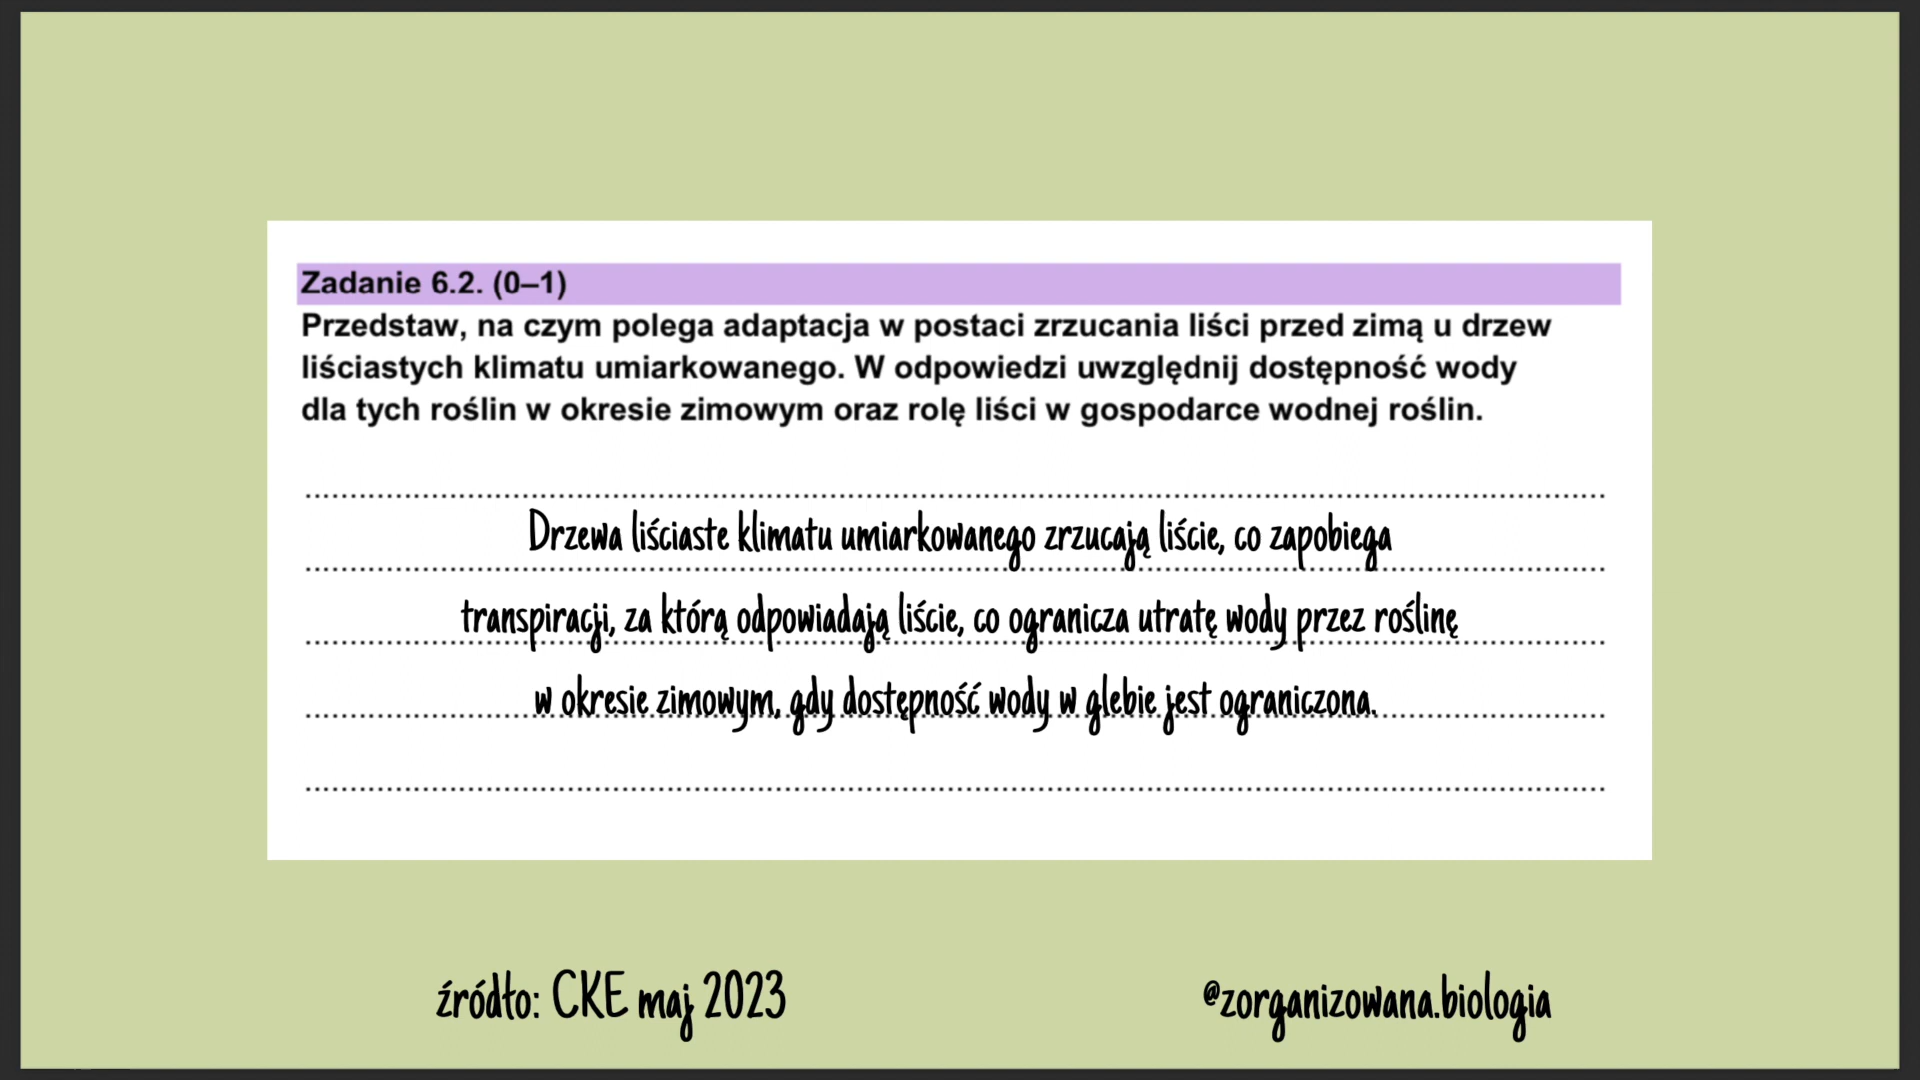 Zadanie 6.2. (0–1)
Przedstaw, na czym polega adaptacja w postaci zrzucania liści przed zimą u drzew
liściastych klimatu umiarkowanego. W odpowiedzi uwzględnij dostępność wody
dla tych roślin w okresie zimowym oraz rolę liści w gospodarce wodnej roślin.
Drzewa liściaste klimatu umiarkowanego zrzucają liście, co zapobiega
transpiracji, za którą odpowiadają liście, co ogranicza utratę wody przez roślinę
w okresie zimowym, gdy dostępność wody w glebie jest ograniczona.
źródło: CKE maj 2023
@zorganizowana.biologia